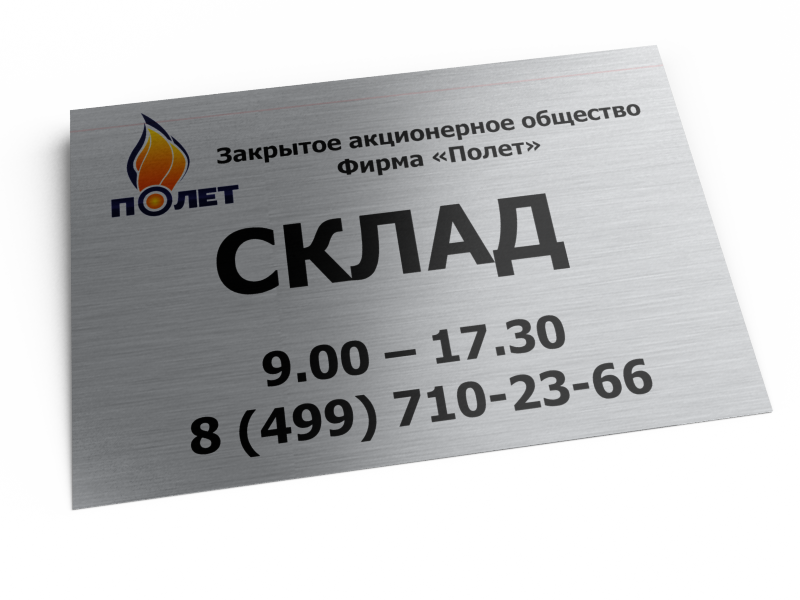 ПОЛЕТ
Закрытое акционерное общество
Фирма «Полет»
СКЛАД
9.00 – 17.30
8 (499) 710-23-66